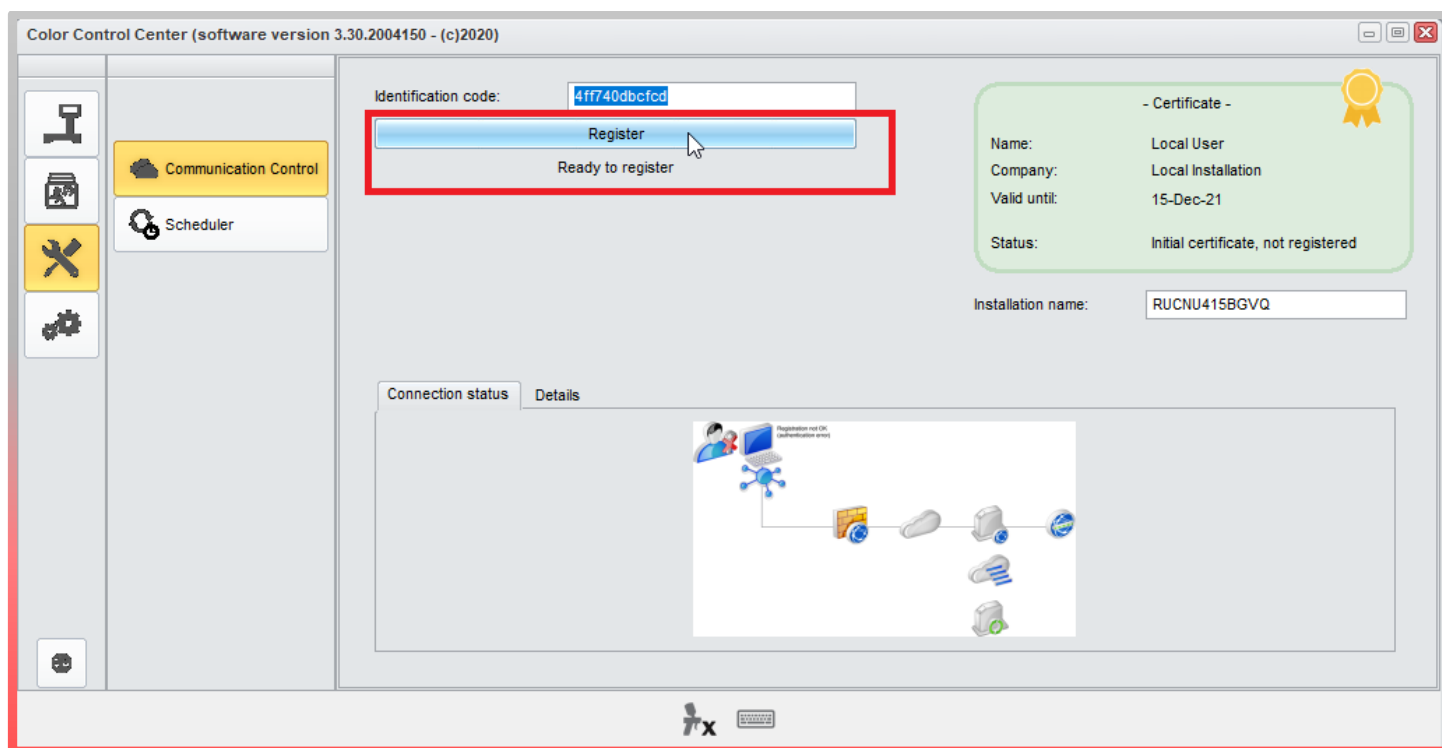 Color Control Center (software version 3.30.2004150 - (c)2020)
Communication Control
Scheduler
Identification code: 4ff740dbcfcd
Register
Ready to register
- Certificate -
Name: Local User
Company: Local Installation
Valid until: 15-Dec-21
Status: Initial certificate, not registered
Installation name: RUCNU415BGVQ
Connection status Details
Registration not OK
(authentication error)